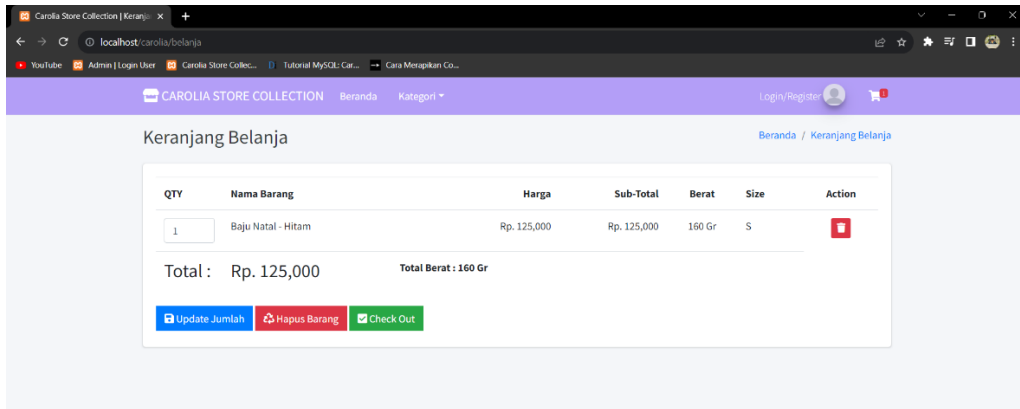 Carolia Store Collection | Keranja
localhost/carolia/belanja
YouTube Admin | Login User Carolia Store Collec... Tutorial MySQL: Car... Cara Merapikan Co...
CAROLIA STORE COLLECTION Beranda Kategori Login/Register 1
Keranjang Belanja Beranda / Keranjang Belanja
QTY Nama Barang Harga Sub-Total Berat Size Action
1 Baju Natal - Hitam Rp. 125,000 Rp. 125,000 160 Gr S
Total : Rp. 125,000 Total Berat : 160 Gr
Update Jumlah Hapus Barang Check Out